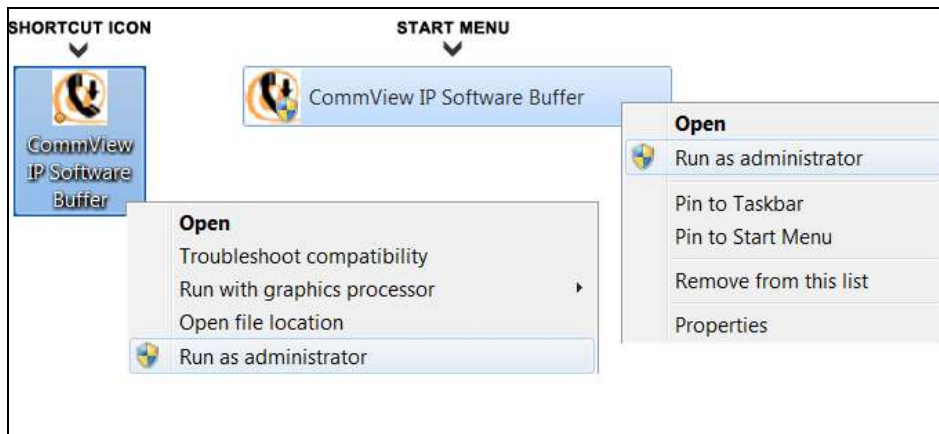 SHORTCUT ICON
START MENU
CommView
IP Software
Buffer
CommView IP Software Buffer
Open
Troubleshoot compatibility
Run with graphics processor
Open file location
Run as administrator
Open
Run as administrator
Pin to Taskbar
Pin to Start Menu
Remove from this list
Properties